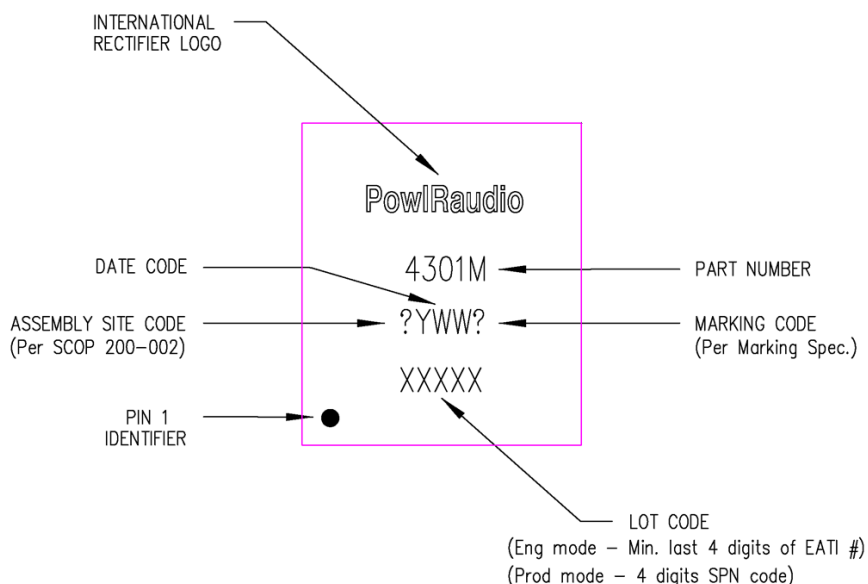 INTERNATIONAL
RECTIFIER LOGO
PowIRaudio
DATE CODE
4301M
PART NUMBER
ASSEMBLY SITE CODE
(Per SCOP 200-002)
?YWW?
MARKING CODE
(Per Marking Spec.)
XXXXX
PIN 1
IDENTIFIER
LOT CODE
(Eng mode - Min. last 4 digits of EATI #)
(Prod mode - 4 digits SPN code)